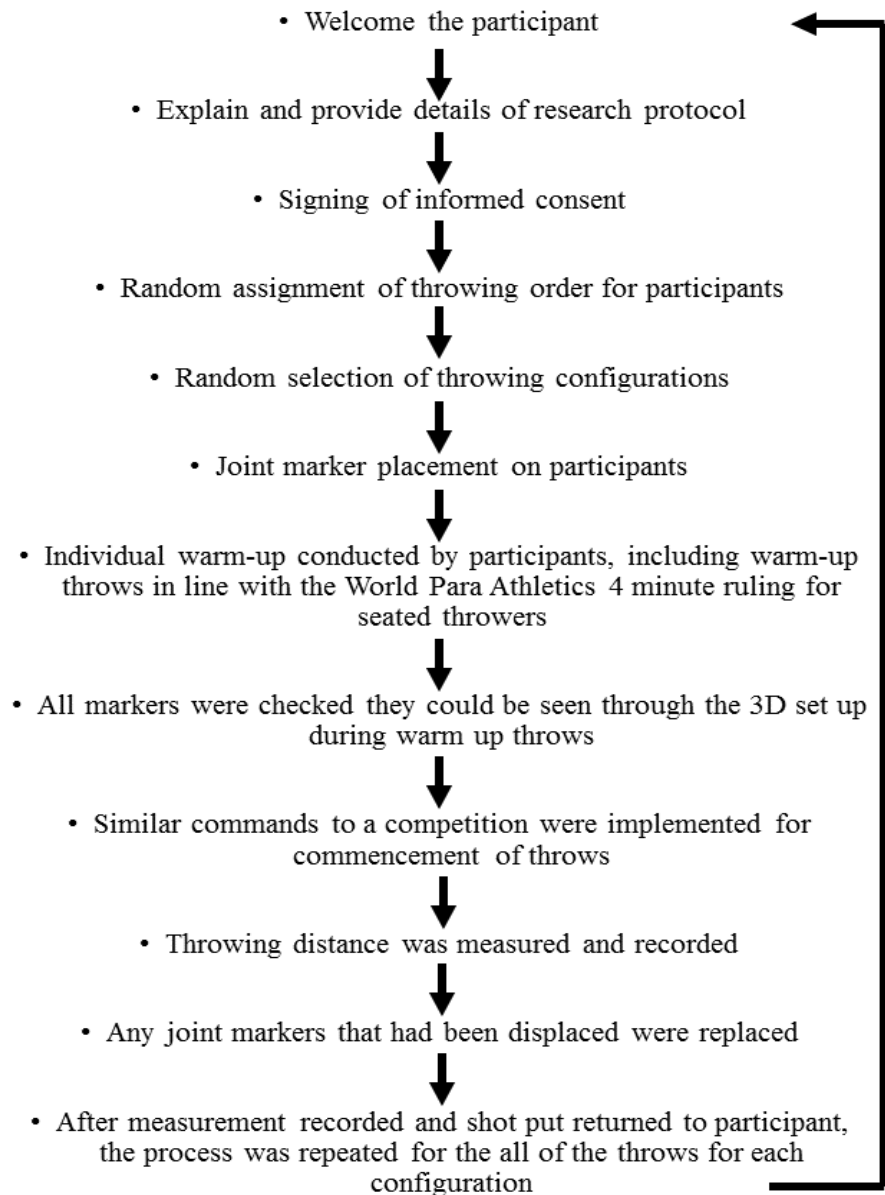 • Welcome the participant
• Explain and provide details of research protocol
• Signing of informed consent
• Random assignment of throwing order for participants
• Random selection of throwing configurations
• Joint marker placement on participants
• Individual warm-up conducted by participants, including warm-up
throws in line with the World Para Athletics 4 minute ruling for
seated throwers
• All markers were checked they could be seen through the 3D set up
during warm up throws
• Similar commands to a competition were implemented for
commencement of throws
• Throwing distance was measured and recorded
• Any joint markers that had been displaced were replaced
• After measurement recorded and shot put returned to participant,
the process was repeated for the all of the throws for each
configuration